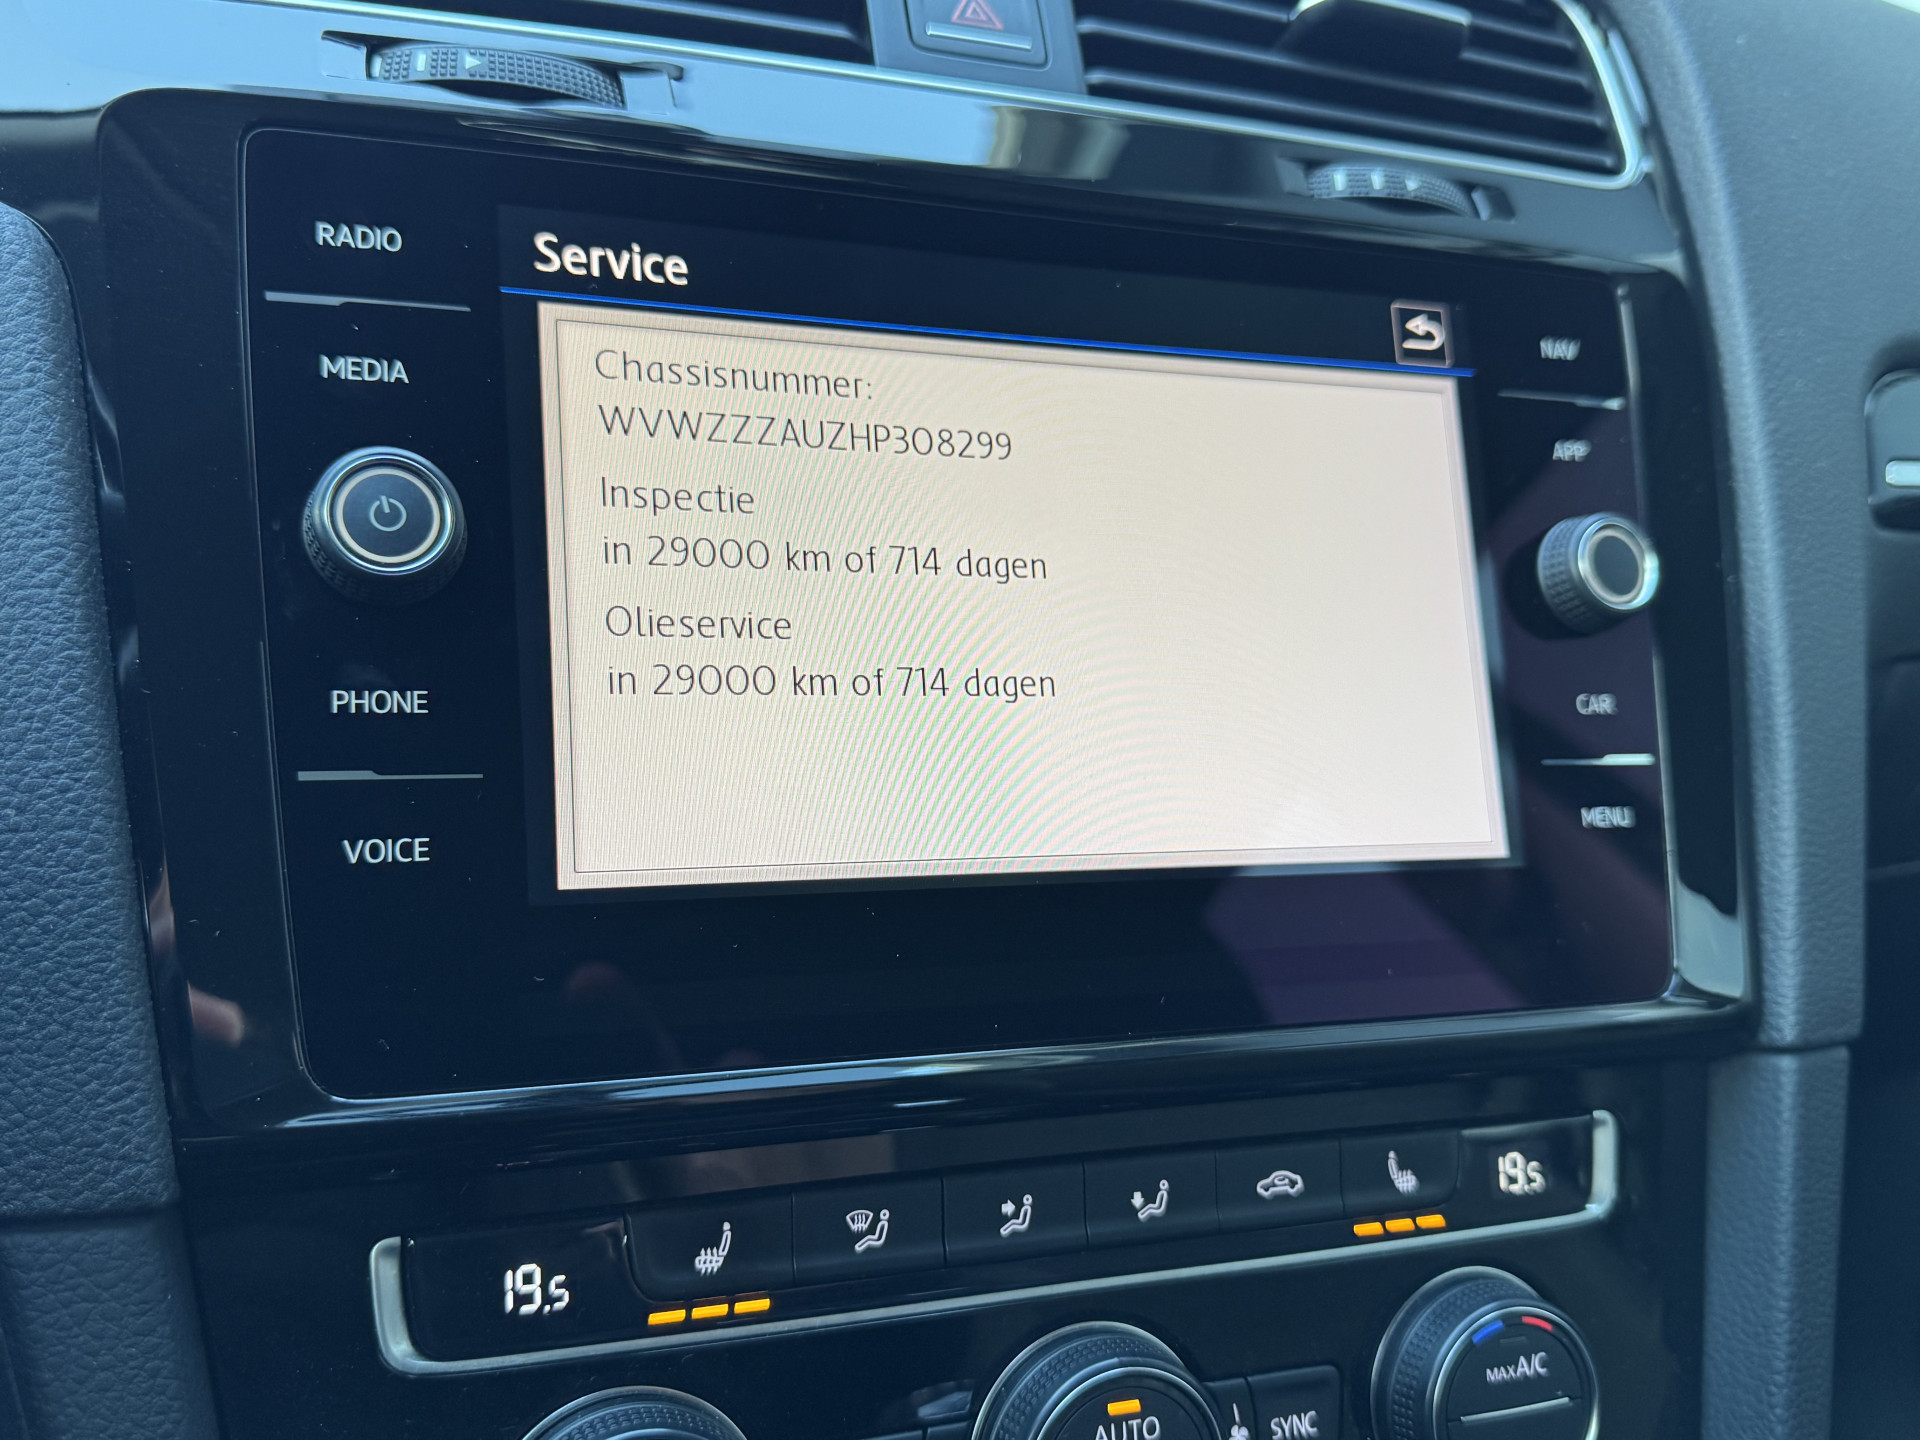 RADIO
MEDIA
PHONE
VOICE
Service
Chassisnummer:
WVWZZZAUZHP308299
Inspectie
in 29000 km of 714 dagen
Olieservice
in 29000 km of 714 dagen
NAV
APP
CAR
MENU
19.5
19.5
AUTO
SYNC
MAX A/C